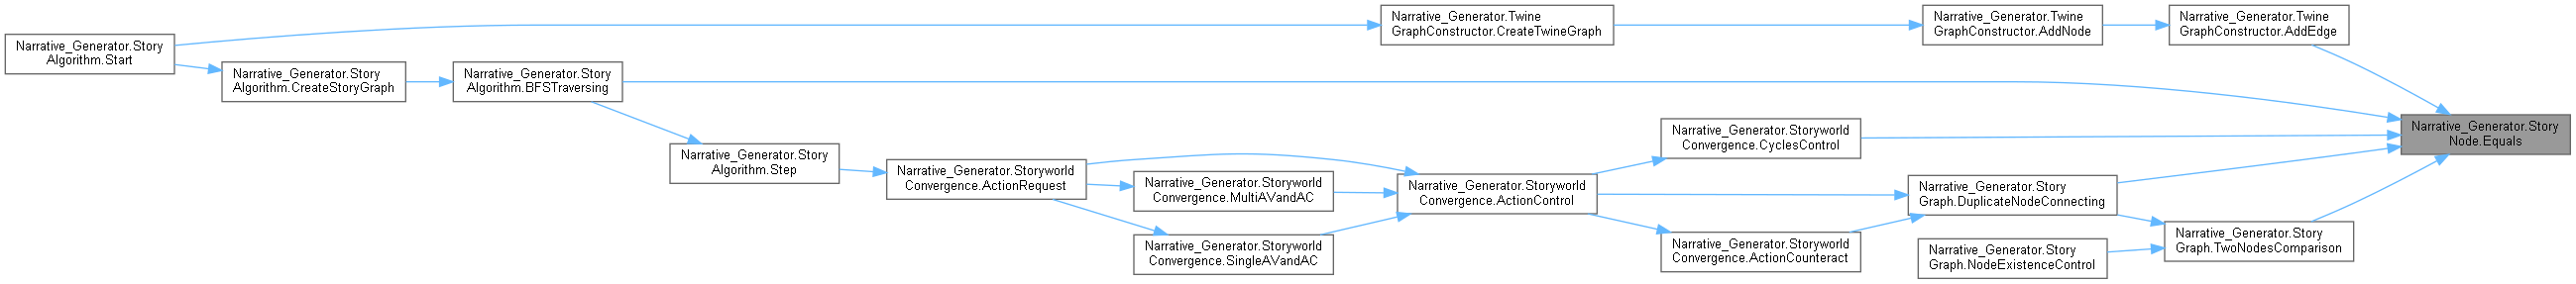 Narrative_Generator.Twine
GraphConstructor.CreateTwineGraph
Narrative_Generator.Twine
GraphConstructor.AddNode
Narrative_Generator.Twine
GraphConstructor.AddEdge
Narrative_Generator.Story
Algorithm.Start
Narrative_Generator.Story
Algorithm.CreateStoryGraph
Narrative_Generator.Story
Algorithm.BFSTraversing
Narrative_Generator.Storyworld
Convergence.CyclesControl
Narrative_Generator.Story
Node.Equals
Narrative_Generator.Story
Algorithm.Step
Narrative_Generator.Storyworld
Convergence.ActionRequest
Narrative_Generator.Storyworld
Convergence.MultiAVandAC
Narrative_Generator.Storyworld
Convergence.ActionControl
Narrative_Generator.Story
Graph.DuplicateNodeConnecting
Narrative_Generator.Storyworld
Convergence.SingleAVandAC
Narrative_Generator.Storyworld
Convergence.ActionCounteract
Narrative_Generator.Story
Graph.NodeExistenceControl
Narrative_Generator.Story
Graph.TwoNodesComparison